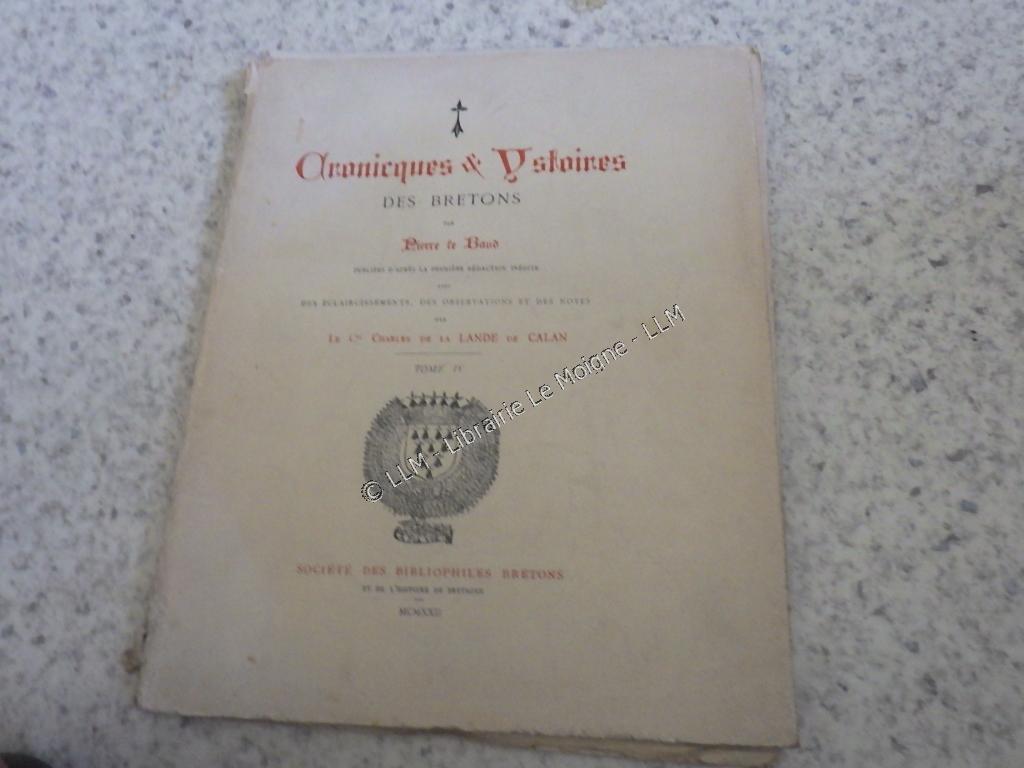 Cronicques & Ystoires
DES BRETONS
PAR
Pierre le Baud
PUBLIÉES D'APRÈS LA PREMIÈRE RÉDACTION INÉDITE
AVEC
DES ÉCLAIRCISSEMENTS, DES OBSERVATIONS ET DES NOTES
PAR
LE Cte CHARLES DE LA LANDE DE CALAN
TOME IV
© LLM - Librairie Le Moigne - LLM
SOCIÉTÉ DES BIBLIOPHILES BRETONS
ET DE L'HISTOIRE DE BRETAGNE
MCMXXII